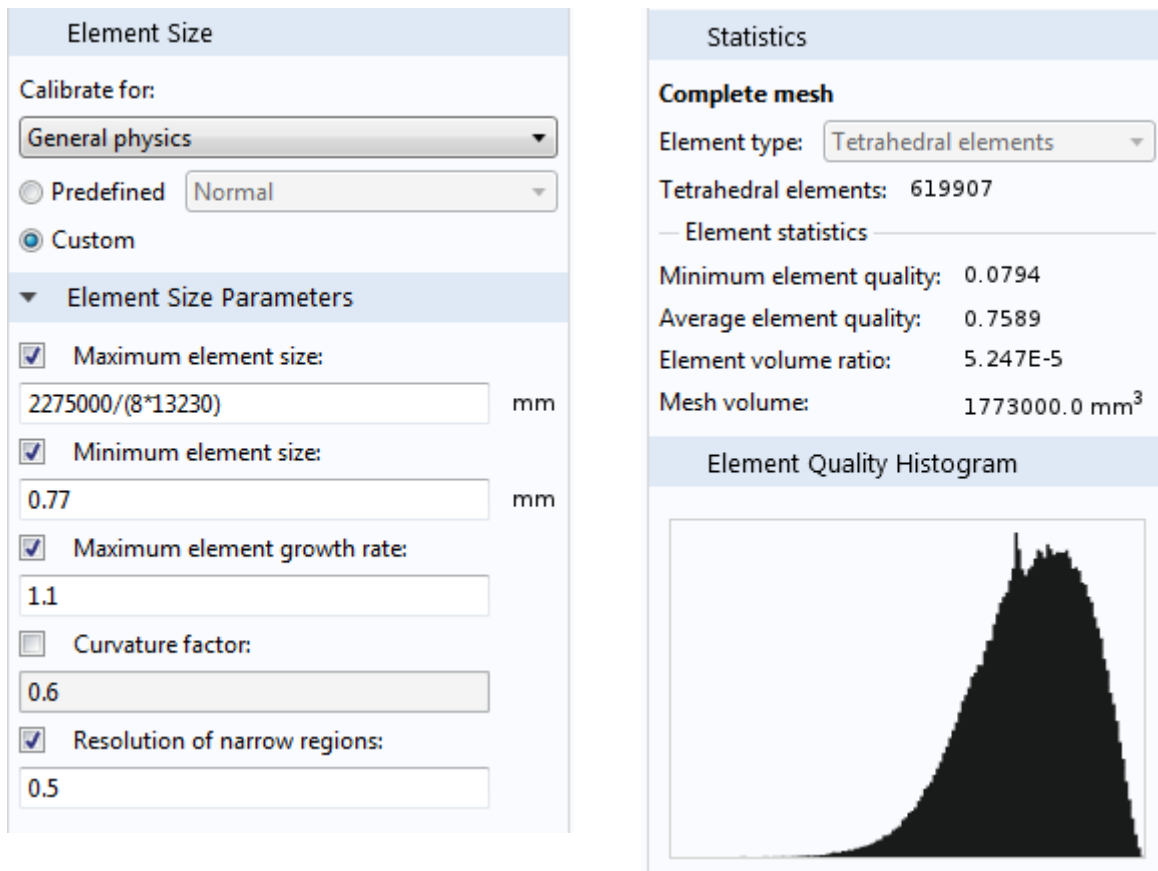 Element Size
Calibrate for:
General physics
Predefined Normal
Custom
Element Size Parameters
Maximum element size:
2275000/(8*13230) mm
Minimum element size:
0.77 mm
Maximum element growth rate:
1.1
Curvature factor:
0.6
Resolution of narrow regions:
0.5
Statistics
Complete mesh
Element type: Tetrahedral elements
Tetrahedral elements: 619907
Element statistics
Minimum element quality: 0.0794
Average element quality: 0.7589
Element volume ratio: 5.247E-5
Mesh volume: 1773000.0 mm³
Element Quality Histogram